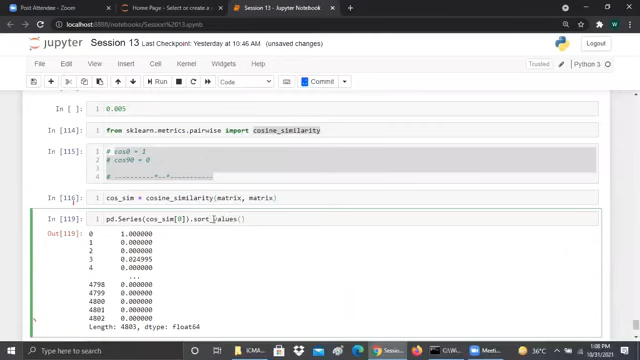 Post Attendee - Zoom
Home Page - Select or create a n
Session 13 - Jupyter Notebook
localhost:8888/notebooks/Session%2013.ipynb
jupyter Session 13 Last Checkpoint: Yesterday at 10:46 AM (unsaved changes)
Logout
File Edit View Insert Cell Kernel Widgets Help
Trusted
Python 3
Run
Code
Commit
In [ ]: 1 0.005
In [114]: 1 from sklearn.metrics.pairwise import cosine_similarity
In [115]: 1 # cos0 = 1
2 # cos90 = 0
3
4 # ----------*--*-----------
In [116]: 1 cos_sim = cosine_similarity(matrix, matrix)
In [119]: 1 pd.Series(cos_sim[0]).sort_values()
Out[119]: 0 1.000000
1 0.000000
2 0.000000
3 0.024995
4 0.000000
...
4798 0.000000
4799 0.000000
4800 0.000000
4801 0.000000
4802 0.000000
Length: 4803, dtype: float64
Type here to search
ICMA...
Sessi...
C:\Wi...
Meeti...
36°C
1:08 PM
10/31/2021